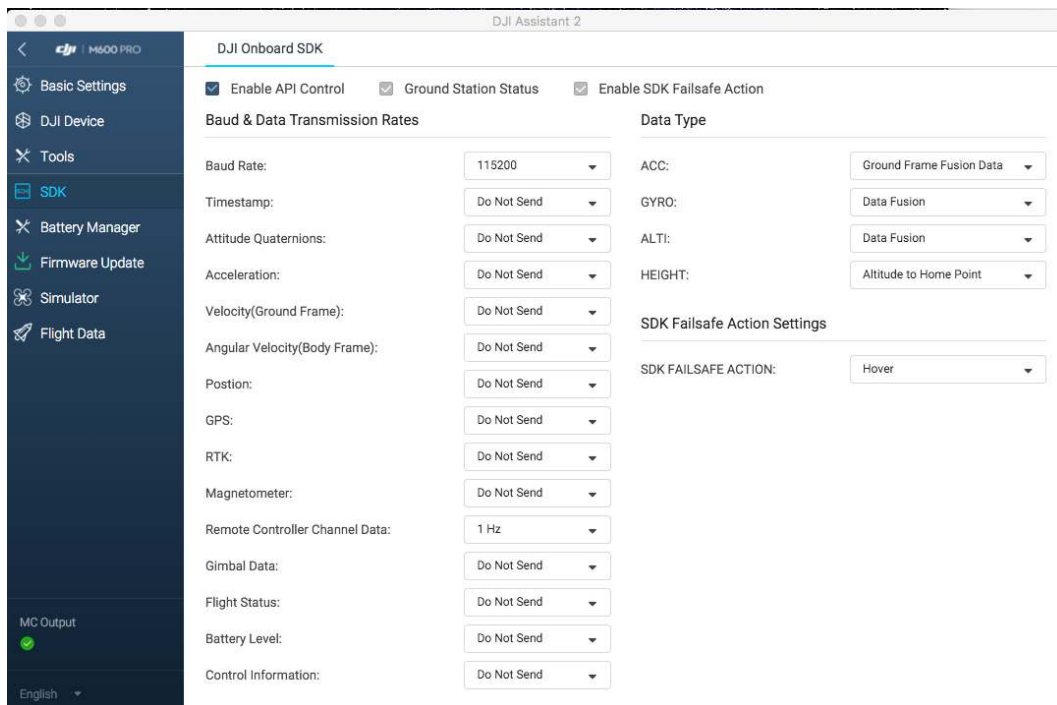 DJI Assistant 2
dji M600 PRO
Basic Settings
DJI Device
Tools
SDK
Battery Manager
Firmware Update
Simulator
Flight Data
MC Output
English
DJI Onboard SDK
Enable API Control Ground Station Status Enable SDK Failsafe Action
Baud & Data Transmission Rates
Baud Rate: 115200
Timestamp: Do Not Send
Attitude Quaternions: Do Not Send
Acceleration: Do Not Send
Velocity(Ground Frame): Do Not Send
Angular Velocity(Body Frame): Do Not Send
Postion: Do Not Send
GPS: Do Not Send
RTK: Do Not Send
Magnetometer: Do Not Send
Remote Controller Channel Data: 1 Hz
Gimbal Data: Do Not Send
Flight Status: Do Not Send
Battery Level: Do Not Send
Control Information: Do Not Send
Data Type
ACC: Ground Frame Fusion Data
GYRO: Data Fusion
ALTI: Data Fusion
HEIGHT: Altitude to Home Point
SDK Failsafe Action Settings
SDK FAILSAFE ACTION: Hover